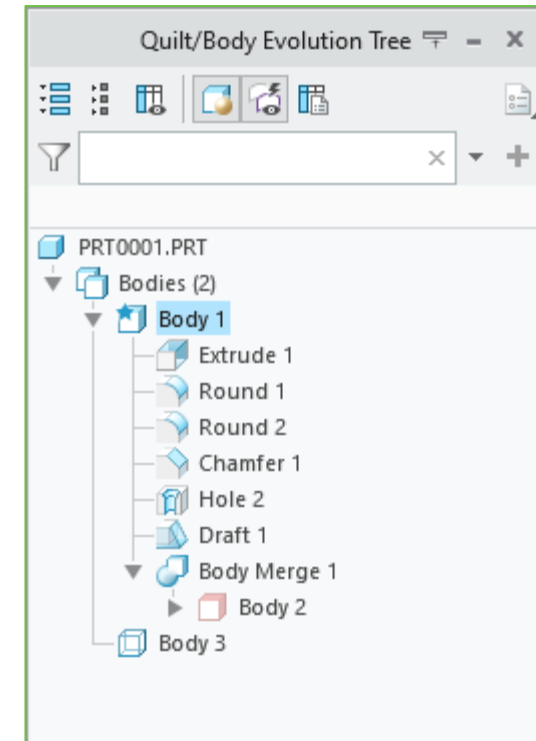 Quilt/Body Evolution Tree
PRT0001.PRT
Bodies (2)
Body 1
Extrude 1
Round 1
Round 2
Chamfer 1
Hole 2
Draft 1
Body Merge 1
Body 2
Body 3